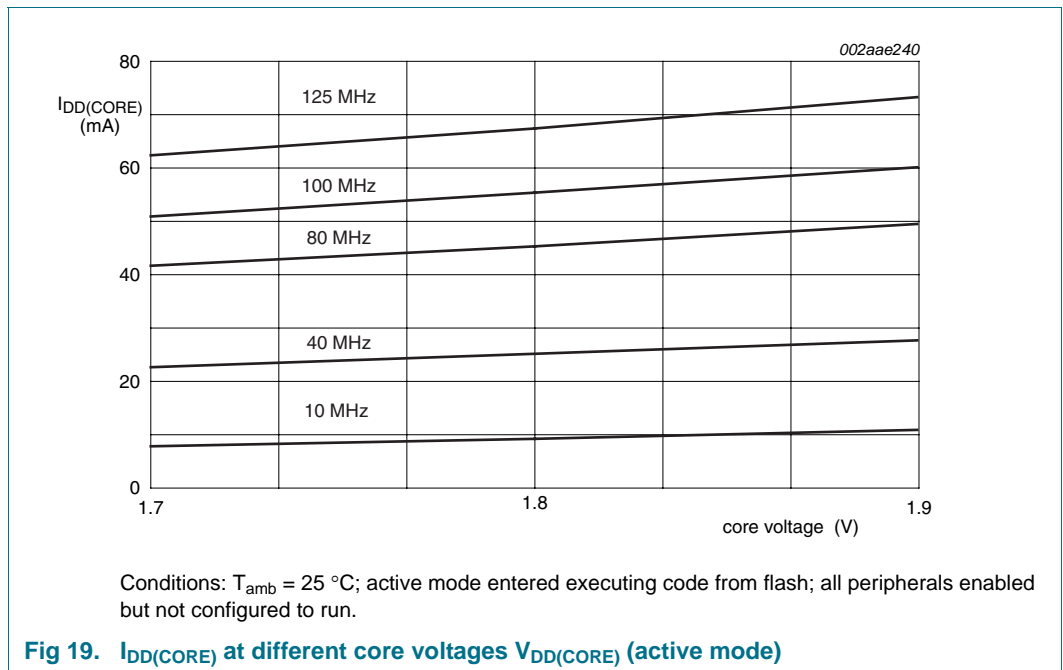 002aae240
80
IDD(CORE)
(mA)
125 MHz
60
100 MHz
80 MHz
40
40 MHz
20
10 MHz
0
1.7
1.8
1.9
core voltage (V)
Conditions: Tamb = 25 °C; active mode entered executing code from flash; all peripherals enabled
but not configured to run.
Fig 19. IDD(CORE) at different core voltages VDD(CORE) (active mode)